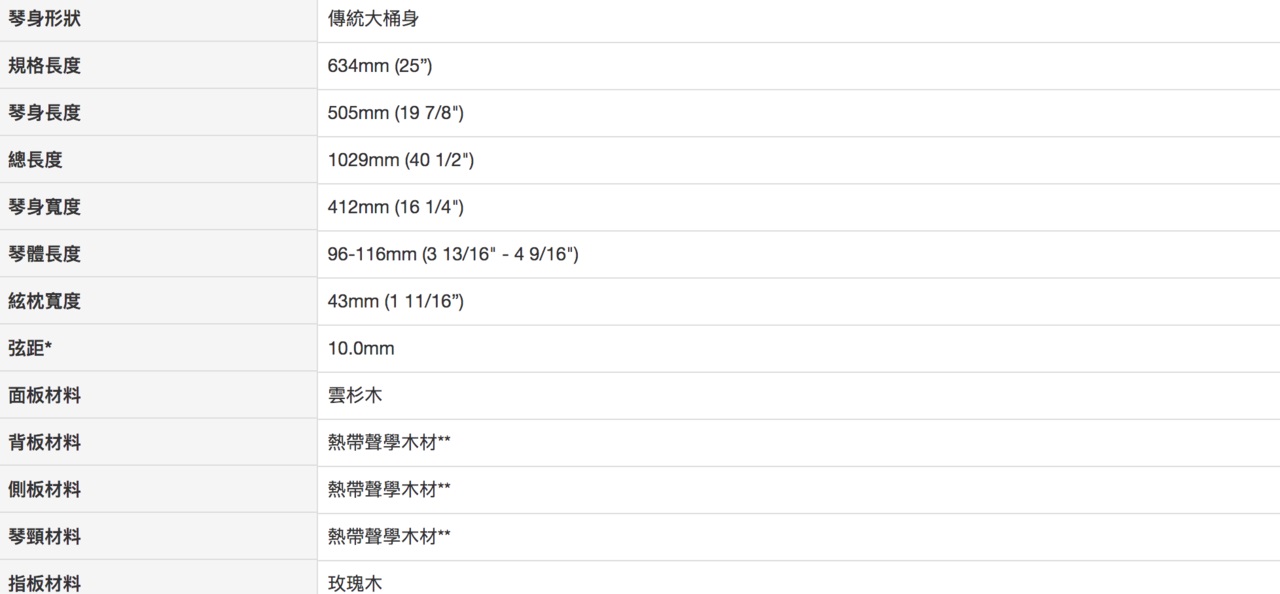 琴身形狀 傳統大桶身
規格長度 634mm (25”)
琴身長度 505mm (19 7/8")
總長度 1029mm (40 1/2")
琴身寬度 412mm (16 1/4")
琴體長度 96-116mm (3 13/16" - 4 9/16")
絃枕寬度 43mm (1 11/16”)
弦距* 10.0mm
面板材料 雲杉木
背板材料 熱帶聲學木材**
側板材料 熱帶聲學木材**
琴頸材料 熱帶聲學木材**
指板材料 玫瑰木